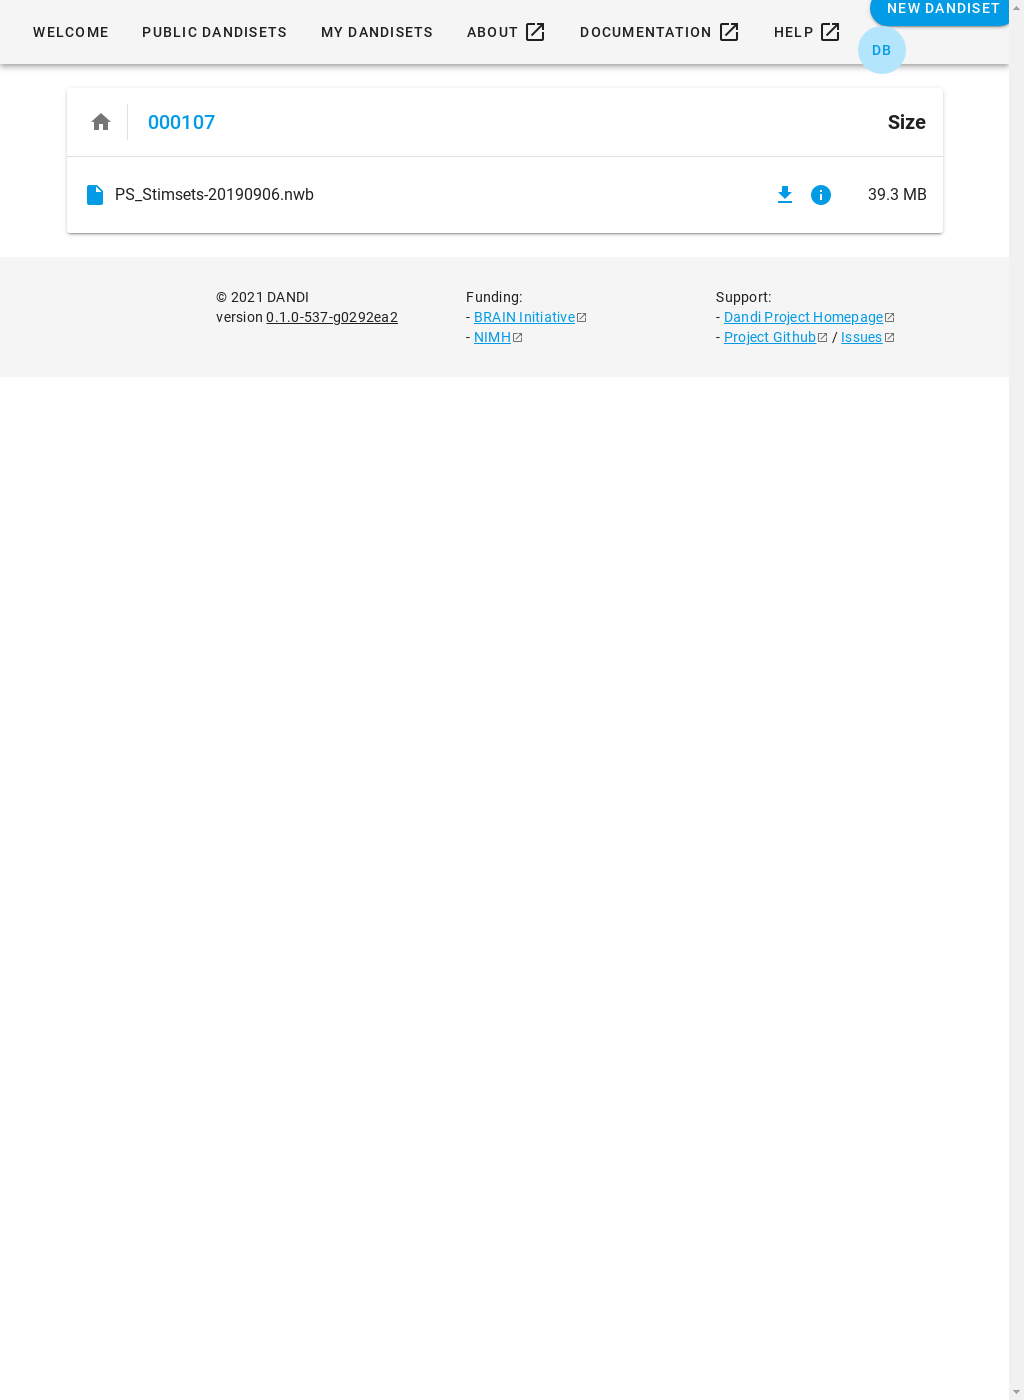 NEW DANDISET
WELCOME PUBLIC DANDISETS MY DANDISETS ABOUT DOCUMENTATION HELP
DB
000107 Size
PS_Stimsets-20190906.nwb 39.3 MB
© 2021 DANDI
version 0.1.0-537-g0292ea2
Funding:
- BRAIN Initiative
- NIMH
Support:
- Dandi Project Homepage
- Project Github / Issues